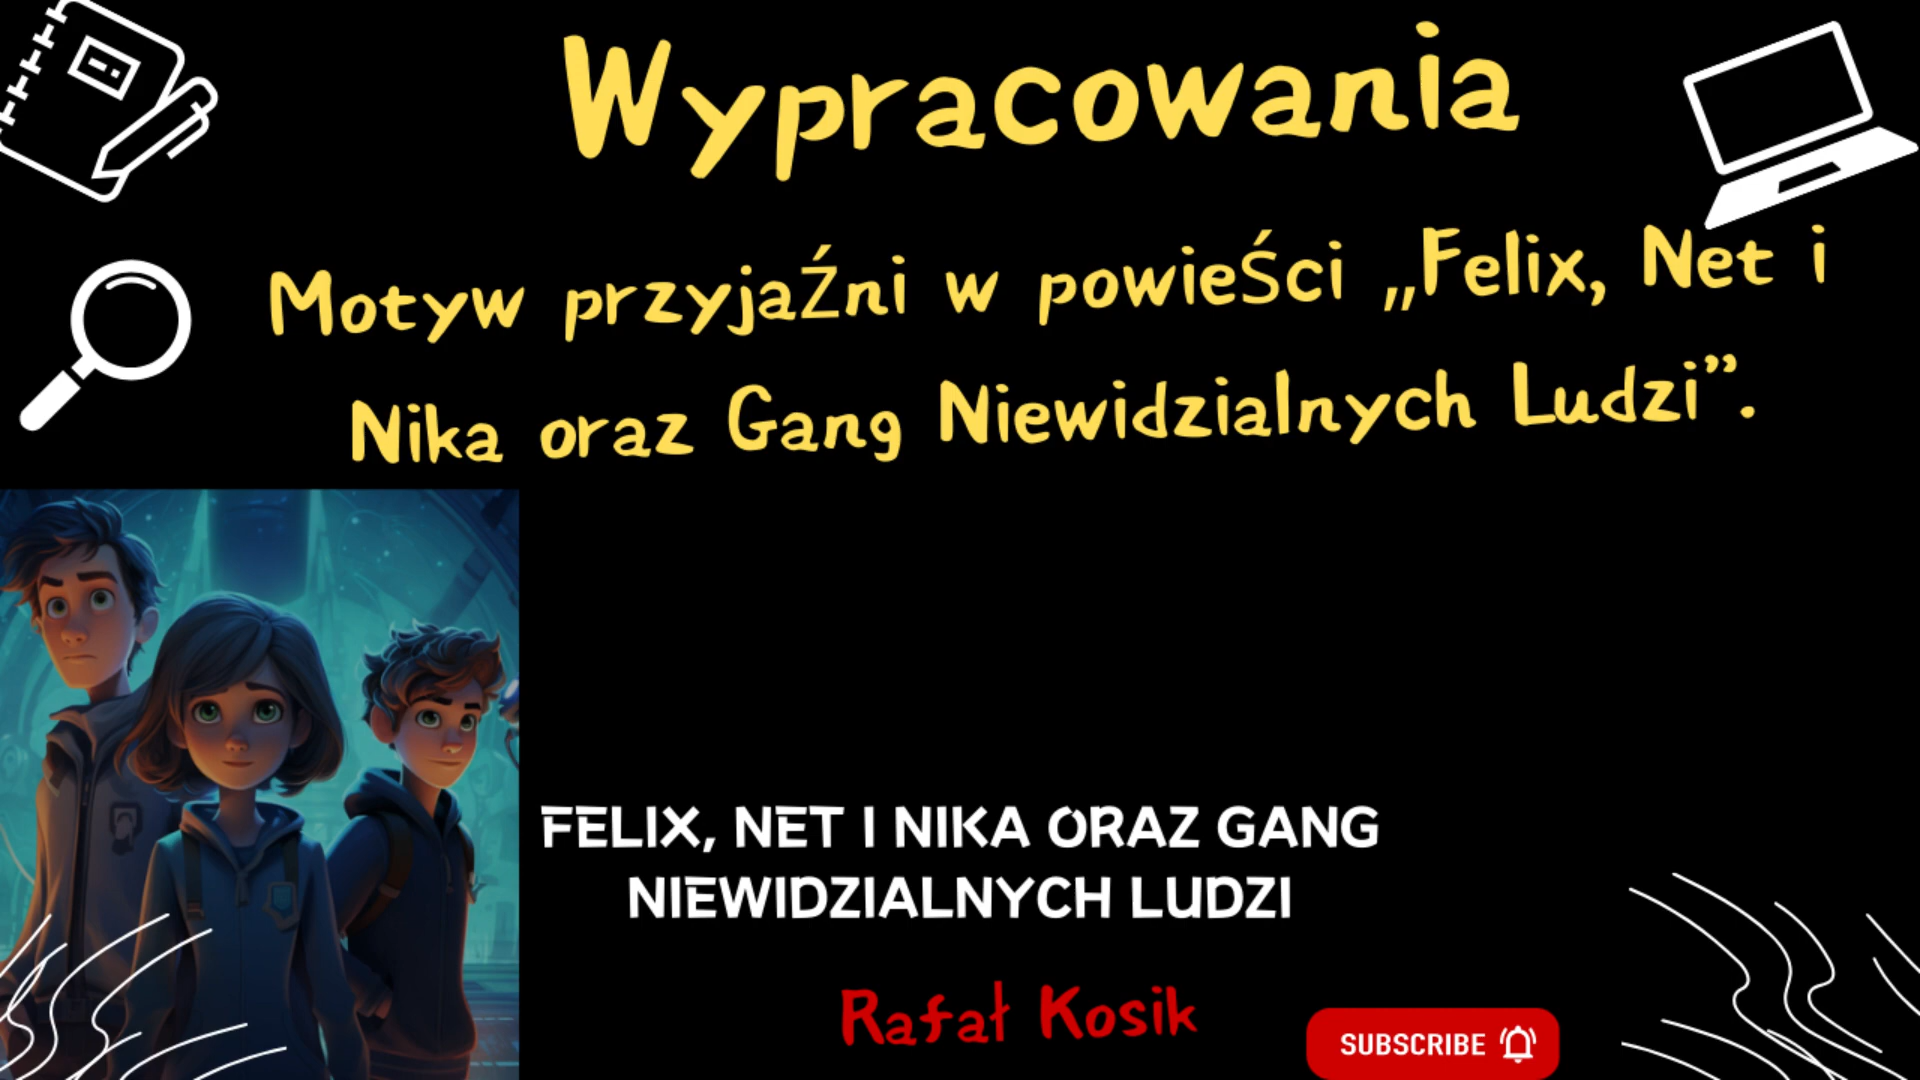 Wypracowania
Motyw przyjaŹni w powieŚci „Felix, Net i
Nika oraz Gang Niewidzialnych Ludzi”.
FELIX, NET I NIKA ORAZ GANG
NIEWIDZIALNYCH LUDZI
Rafał Kosik
SUBSCRIBE